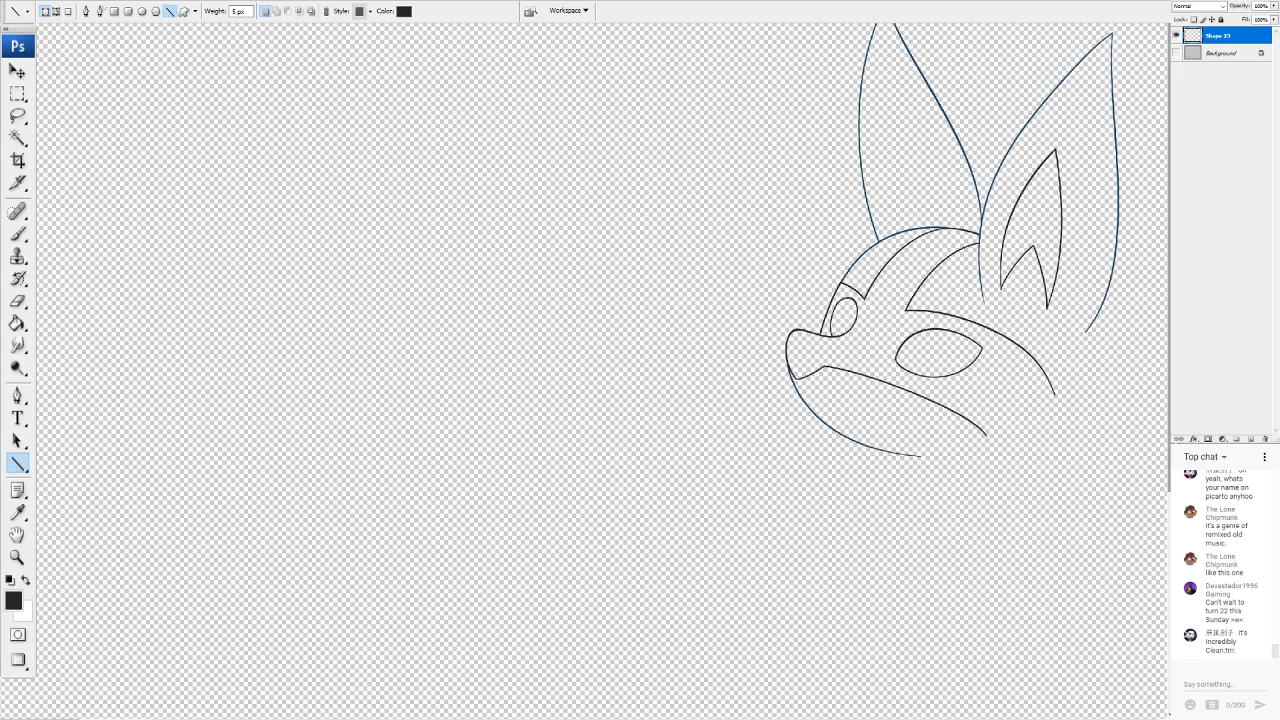 Weight: 5 px Style: Color: Workspace
Normal Opacity: 100%
Lock: Fill: 100%
Ps
Shape 23
Background
T
Top chat
yeah, whats
your name on
picarto anyhoo
The Lone
Chipmunk
it's a genre of
remixed old
music.
The Lone
Chipmunk
like this one
Devastador1996
Gaming
Can't wait to
turn 22 this
Sunday >w<
it's
incredibly
Clean:tm:
Say something...
0/200